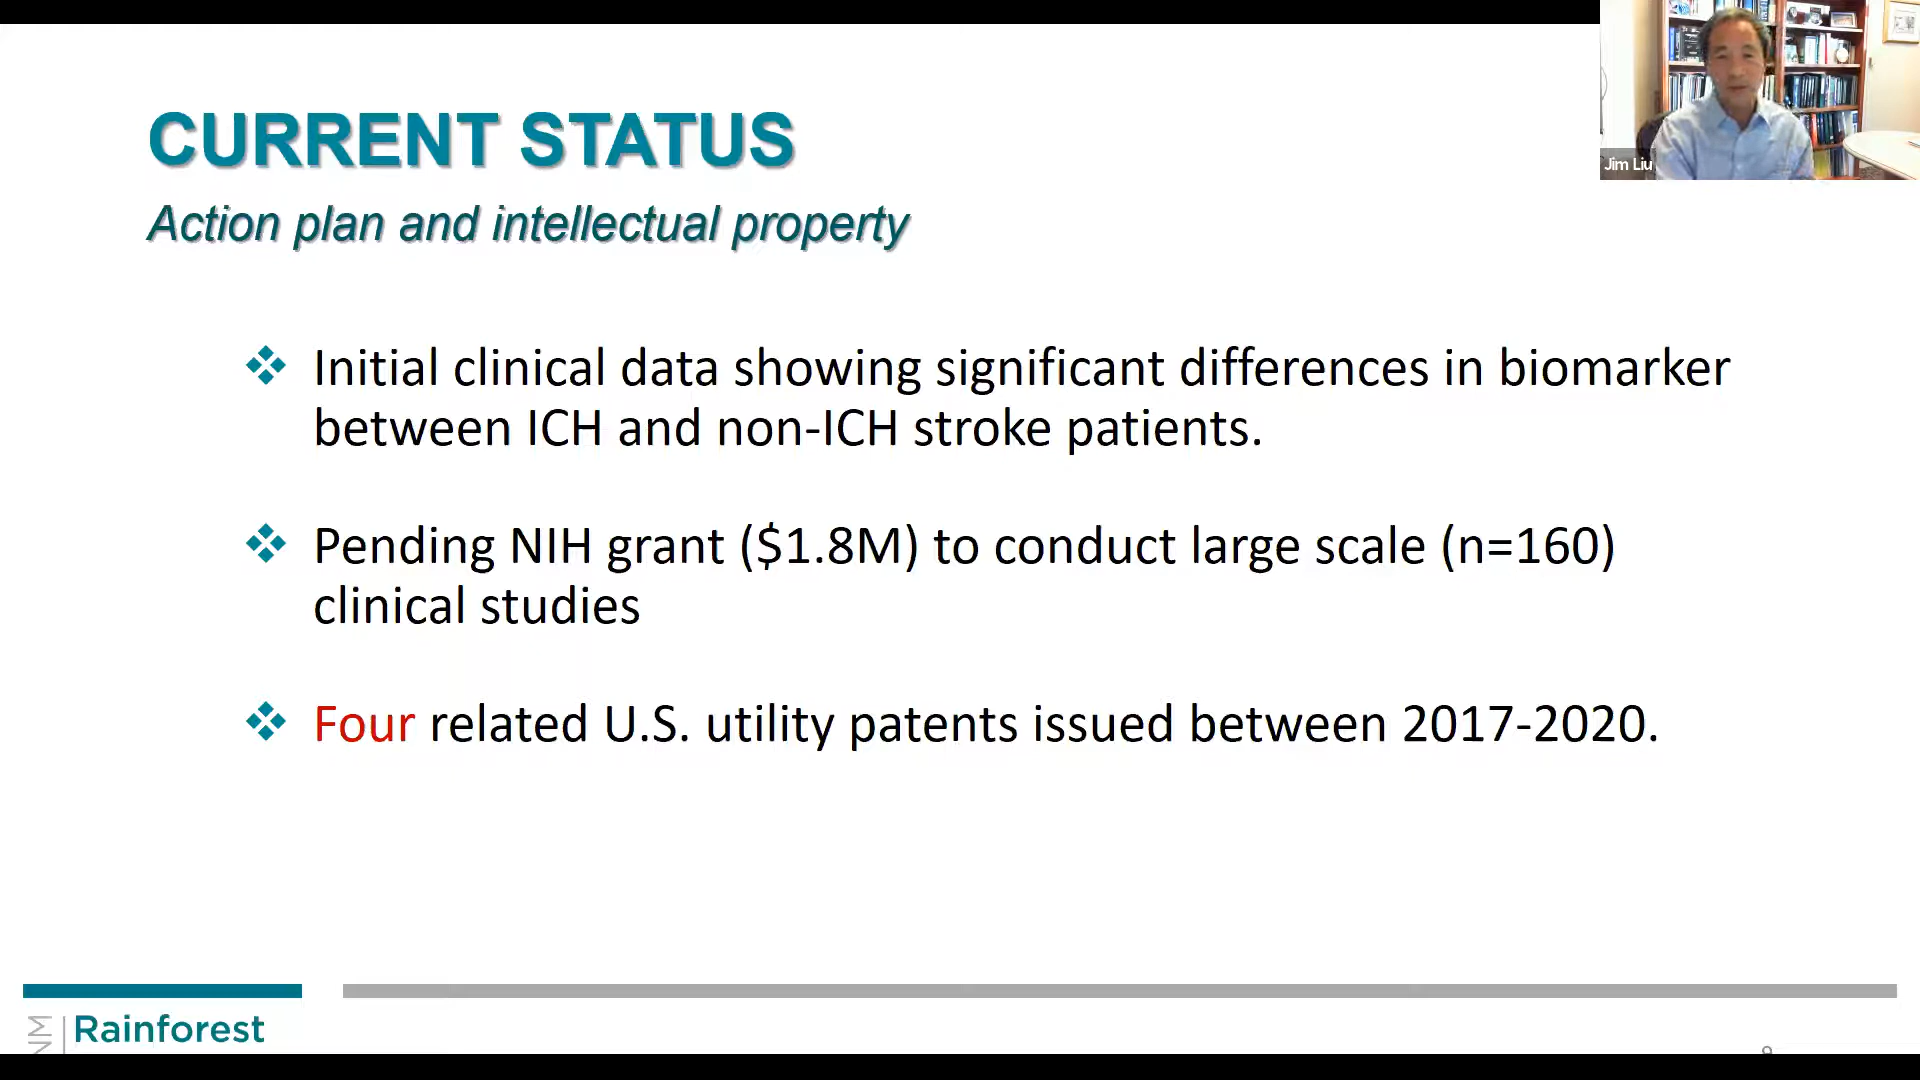 CURRENT STATUS
Action plan and intellectual property
Jim Liu
Initial clinical data showing significant differences in biomarker
between ICH and non-ICH stroke patients.
Pending NIH grant ($1.8M) to conduct large scale (n=160)
clinical studies
Four related U.S. utility patents issued between 2017-2020.
Rainforest